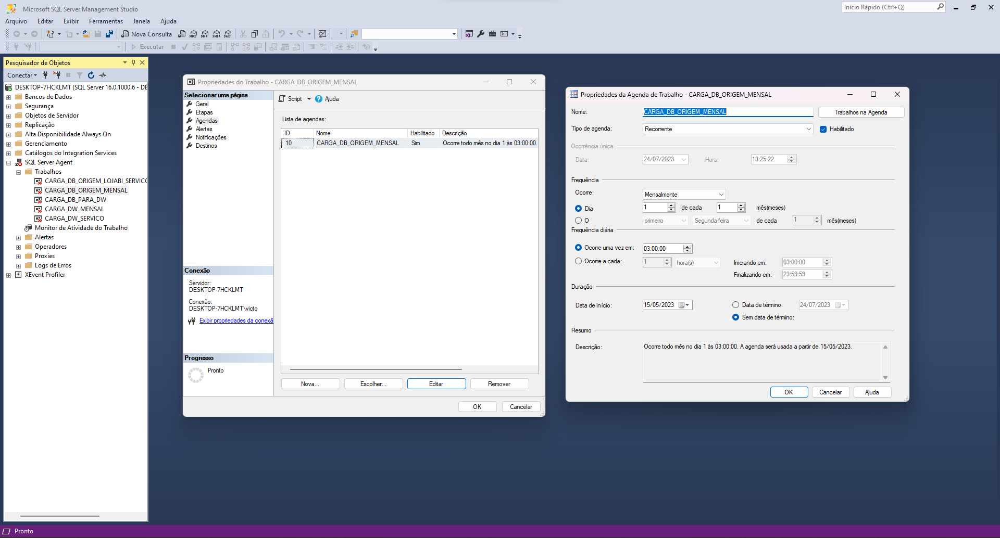 Microsoft SQL Server Management Studio
Início Rápido (Ctrl+Q)
Arquivo Editar Exibir Ferramentas Janela Ajuda
Nova Consulta MDX DMX XMLA DAX
Executar
Pesquisador de Objetos
Conectar
DESKTOP-7HCKLMT (SQL Server 16.0.1000.6 - DE
Bancos de Dados
Segurança
Objetos de Servidor
Replicação
Alta Disponibilidade Always On
Gerenciamento
Catálogos do Integration Services
SQL Server Agent
Trabalhos
CARGA_DB_ORIGEM_LOJABI_SERVICO
CARGA_DB_ORIGEM_MENSAL
CARGA_DB_PARA_DW
CARGA_DW_MENSAL
CARGA_DW_SERVICO
Monitor de Atividade do Trabalho
Alertas
Operadores
Proxies
Logs de Erros
XEvent Profiler
Propriedades do Trabalho - CARGA_DB_ORIGEM_MENSAL
Selecionar uma página
Geral
Etapas
Agendas
Alertas
Notificações
Destinos
Conexão
Servidor:
DESKTOP-7HCKLMT
Conexão:
DESKTOP-7HCKLMT\victo
Exibir propriedades da conexã
Progresso
Pronto
Script Ajuda
Lista de agendas:
ID Nome Habilitado Descrição
10 CARGA_DB_ORIGEM_MENSAL Sim Ocorre todo mês no dia 1 às 03:00:00.
Nova... Escolher... Editar Remover
OK Cancelar
Propriedades da Agenda de Trabalho - CARGA_DB_ORIGEM_MENSAL
Nome: CARGA_DB_ORIGEM_MENSAL Trabalhos na Agenda
Tipo de agenda: Recorrente Habilitado
Ocorrência única
Data: 24/07/2023 Hora: 13:25:22
Frequência
Ocorre: Mensalmente
Dia 1 de cada 1 mês(meses)
O primeiro Segunda-feira de cada 1 mês(meses)
Frequência diária
Ocorre uma vez em: 03:00:00
Ocorre a cada: 1 hora(s) Iniciando em: 03:00:00
Finalizando em: 23:59:59
Duração
Data de início: 15/05/2023 Data de término: 24/07/2023
Sem data de término:
Resumo
Descrição: Ocorre todo mês no dia 1 às 03:00:00. A agenda será usada a partir de 15/05/2023.
OK Cancelar Ajuda
Pronto